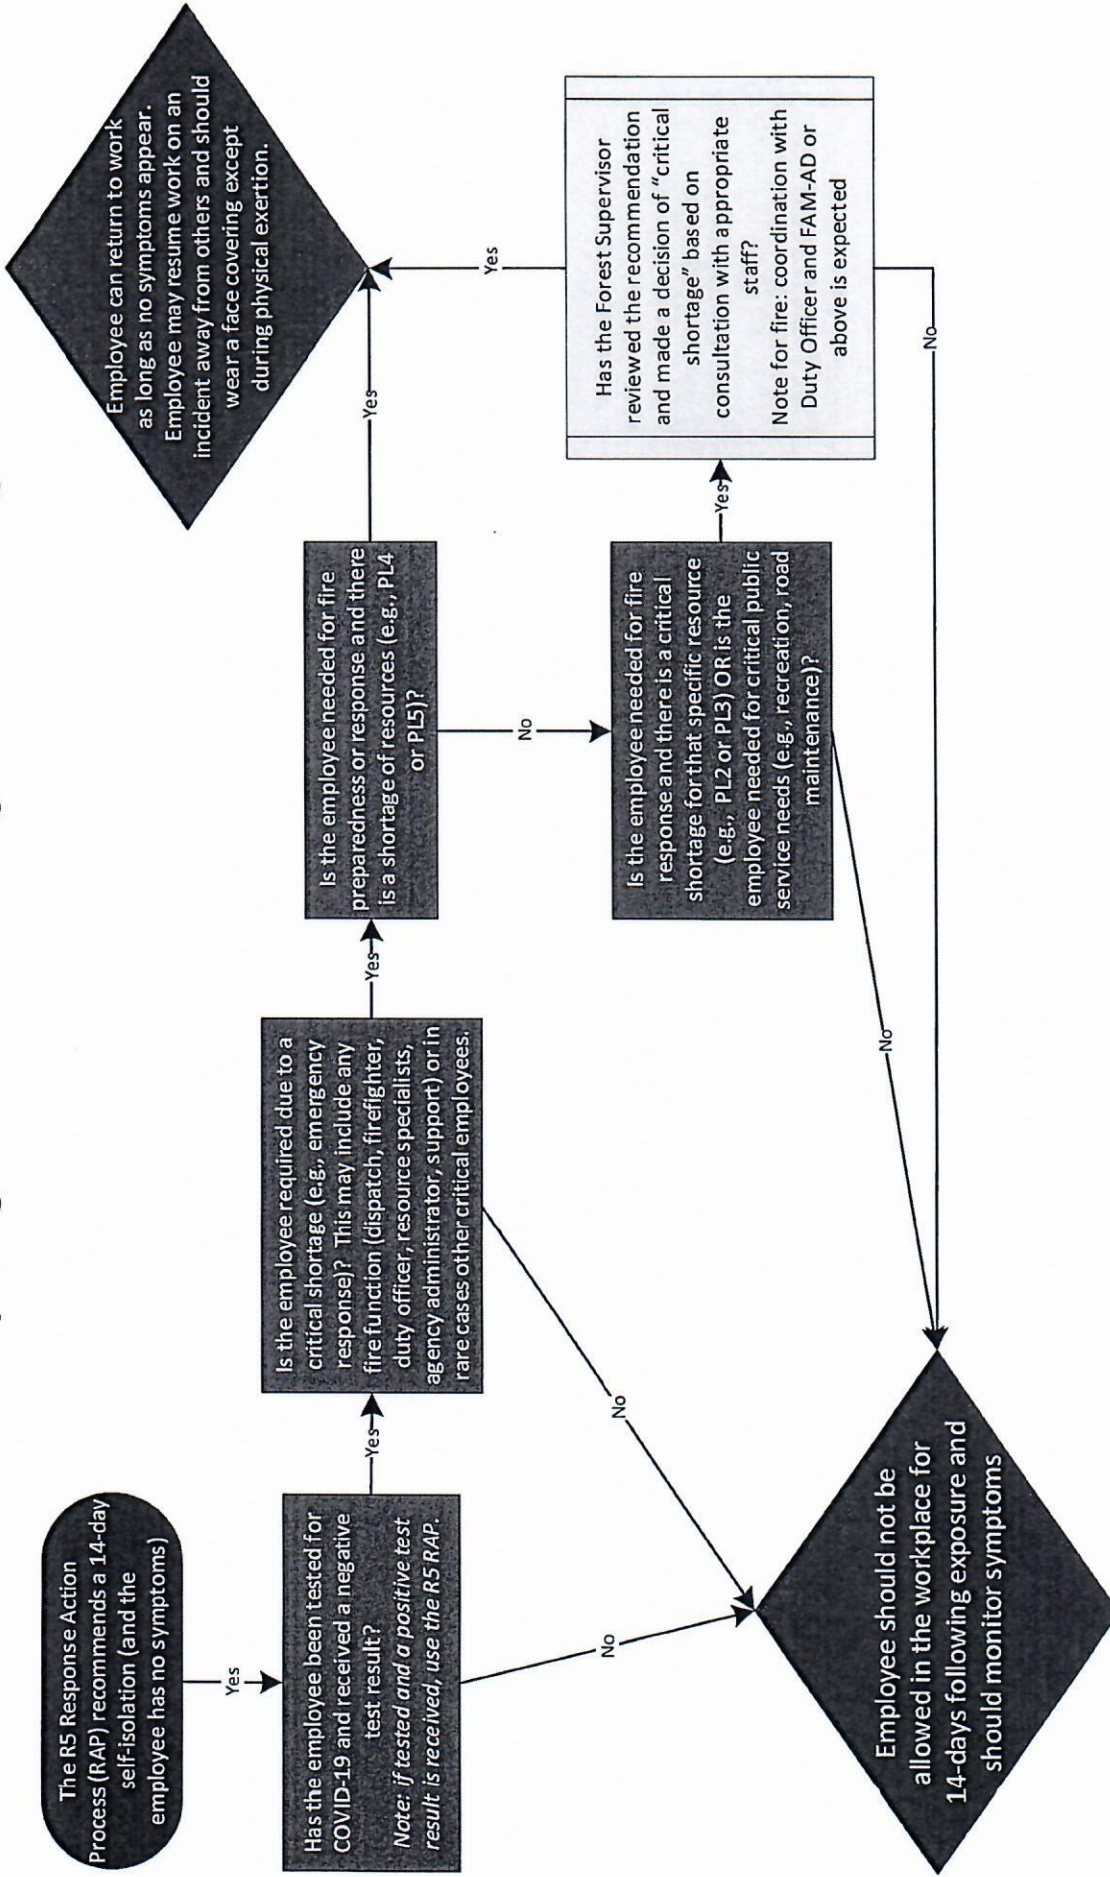 The R5 Response Action
Process (RAP) recommends a 14-day
self-isolation (and the
employee has no symptoms)
Yes
Has the employee been tested for
COVID-19 and received a negative
test result?
Note: if tested and a positive test
result is received, use the R5 RAP.
Yes
No
Is the employee required due to a
critical shortage (e.g., emergency
response)? This may include any
fire function (dispatch, firefighter,
duty officer, resource specialists,
agency administrator, support) or in
rare cases other critical employees.
Yes
No
Is the employee needed for fire
preparedness or response and there
is a shortage of resources (e.g., PL4
or PL5)?
Yes
No
Is the employee needed for fire
response and there is a critical
shortage for that specific resource
(e.g., PL2 or PL3) OR is the
employee needed for critical public
service needs (e.g., recreation, road
maintenance)?
Yes
No
Has the Forest Supervisor
reviewed the recommendation
and made a decision of "critical
shortage" based on
consultation with appropriate
staff?
Note for fire: coordination with
Duty Officer and FAM-AD or
above is expected
Yes
No
Employee can return to work
as long as no symptoms appear.
Employee may resume work on an
incident away from others and should
wear a face covering except
during physical exertion.
Employee should not be
allowed in the workplace for
14-days following exposure and
should monitor symptoms